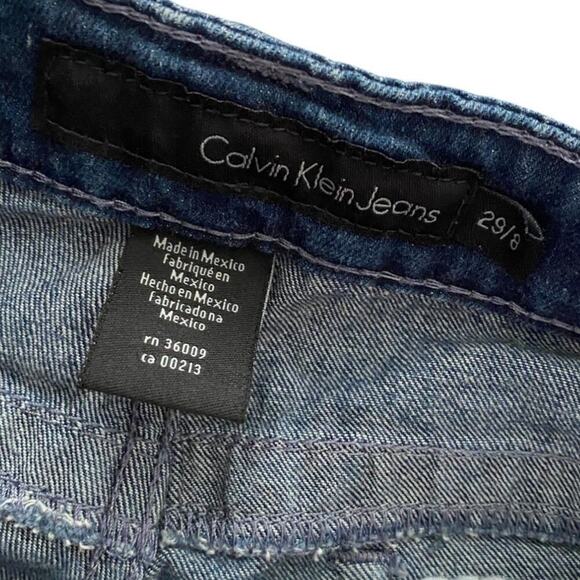 Calvin Klein Jeans 29/8
Made in Mexico
Fabriqué en
Mexico
Hecho en Mexico
Fabricado na
Mexico
rn 36009
ca 00213